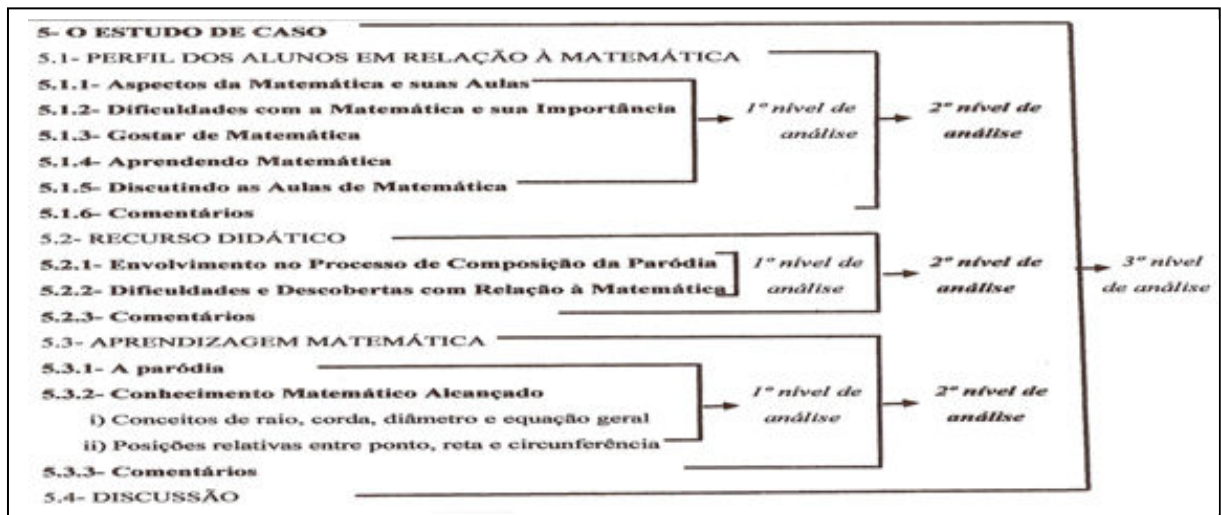 5- O ESTUDO DE CASO
5.1- PERFIL DOS ALUNOS EM RELAÇÃO À MATEMÁTICA
5.1.1- Aspectos da Matemática e suas Aulas
5.1.2- Dificuldades com a Matemática e sua Importância
5.1.3- Gostar de Matemática
5.1.4- Aprendendo Matemática
5.1.5- Discutindo as Aulas de Matemática
1º nível de
análise
2º nível de
análise
5.1.6- Comentários
5.2- RECURSO DIDÁTICO
5.2.1- Envolvimento no Processo de Composição da Paródia
5.2.2- Dificuldades e Descobertas com Relação à Matemática
1º nível de
análise
2º nível de
análise
5.2.3- Comentários
5.3- APRENDIZAGEM MATEMÁTICA
5.3.1- A paródia
5.3.2- Conhecimento Matemático Alcançado
i) Conceitos de raio, corda, diâmetro e equação geral
ii) Posições relativas entre ponto, reta e circunferência
1º nível de
análise
2º nível de
análise
5.3.3- Comentários
5.4- DISCUSSÃO
3º nível
de análise